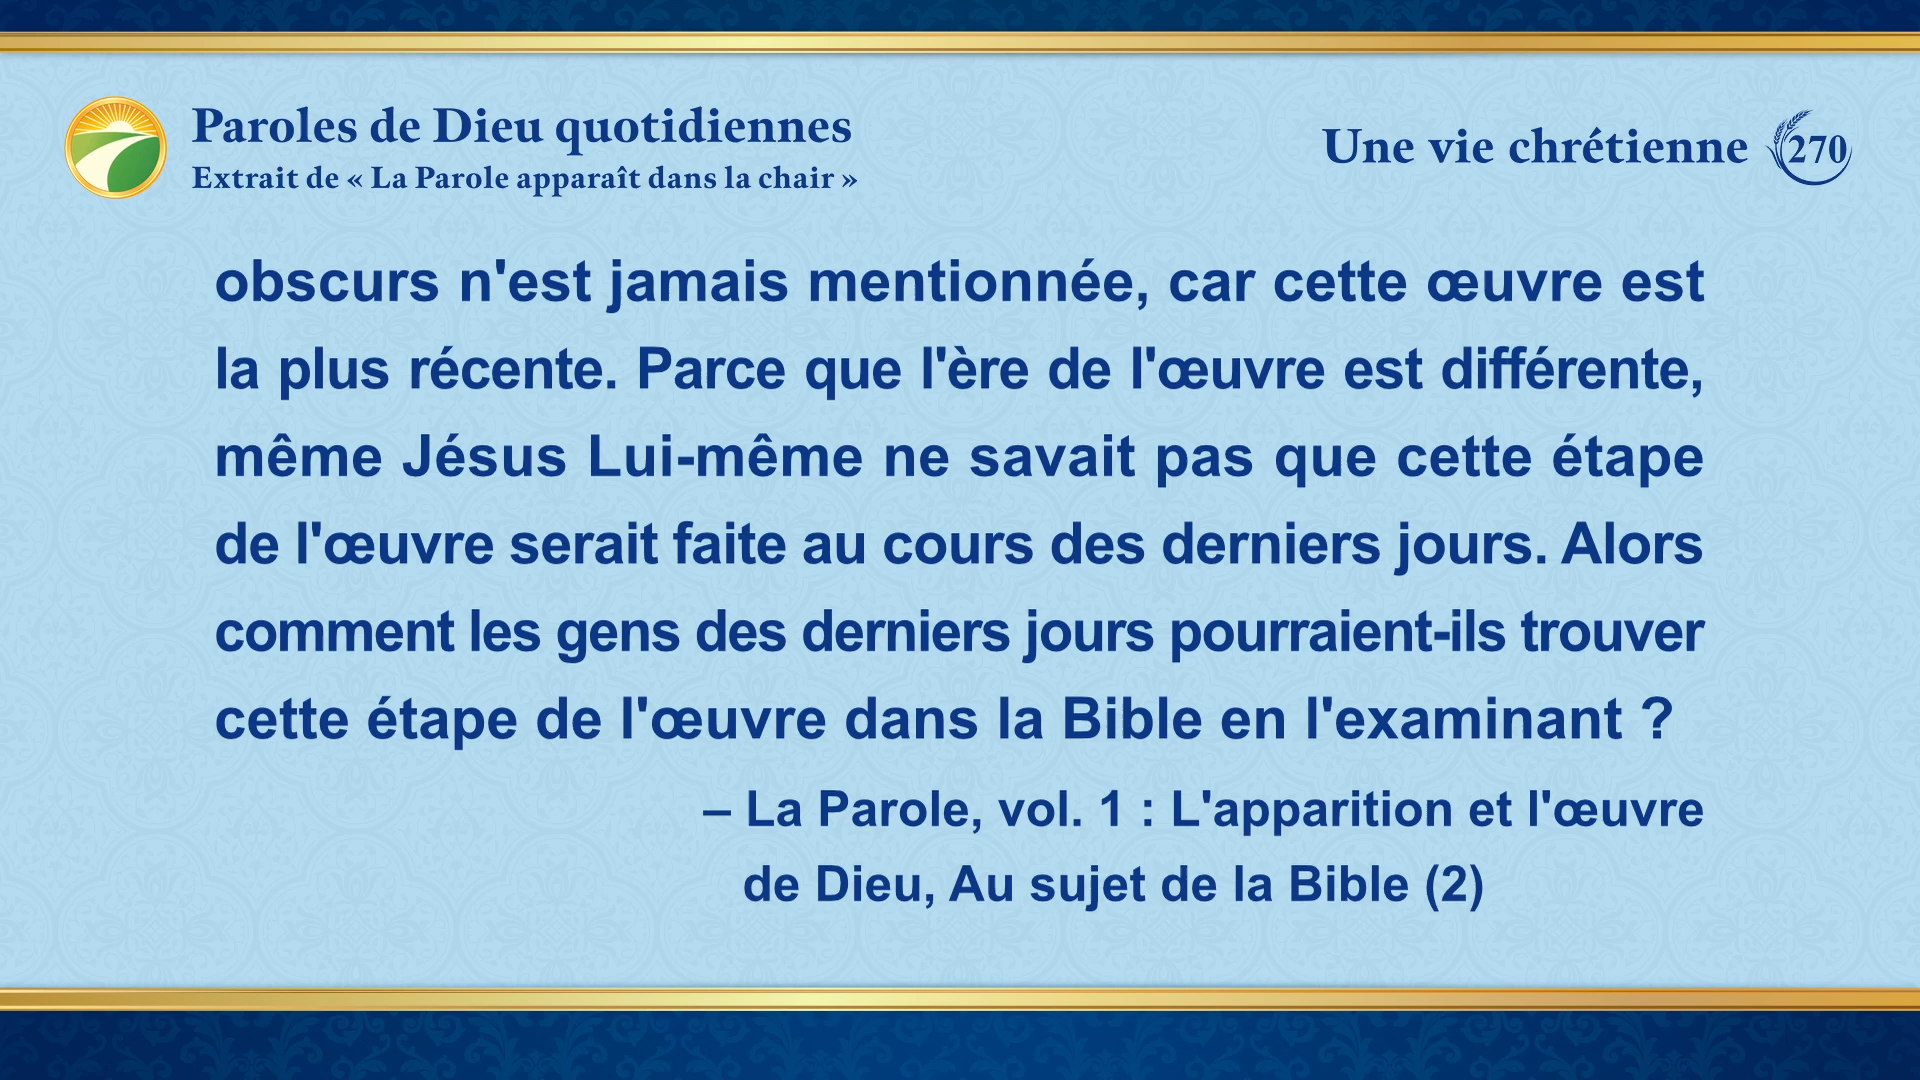 Paroles de Dieu quotidiennes
Extrait de « La Parole apparaît dans la chair »
Une vie chrétienne 270
obscurs n'est jamais mentionnée, car cette œuvre est
la plus récente. Parce que l'ère de l'œuvre est différente,
même Jésus Lui-même ne savait pas que cette étape
de l'œuvre serait faite au cours des derniers jours. Alors
comment les gens des derniers jours pourraient-ils trouver
cette étape de l'œuvre dans la Bible en l'examinant ?
– La Parole, vol. 1 : L'apparition et l'œuvre
de Dieu, Au sujet de la Bible (2)